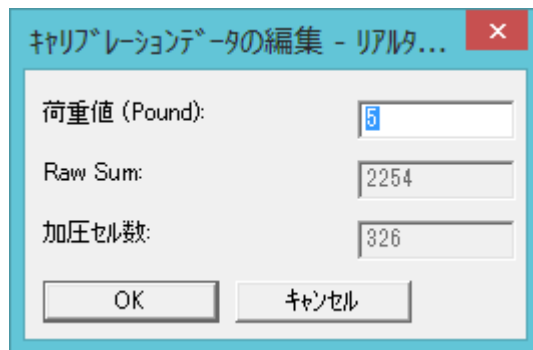 ｷｬﾘﾌﾞﾚｰｼｮﾝﾃﾞｰﾀの編集 - ﾘｱﾙﾀ...
荷重値 (Pound):
5
Raw Sum:
2254
加圧ｾﾙ数:
326
OK
ｷｬﾝｾﾙ